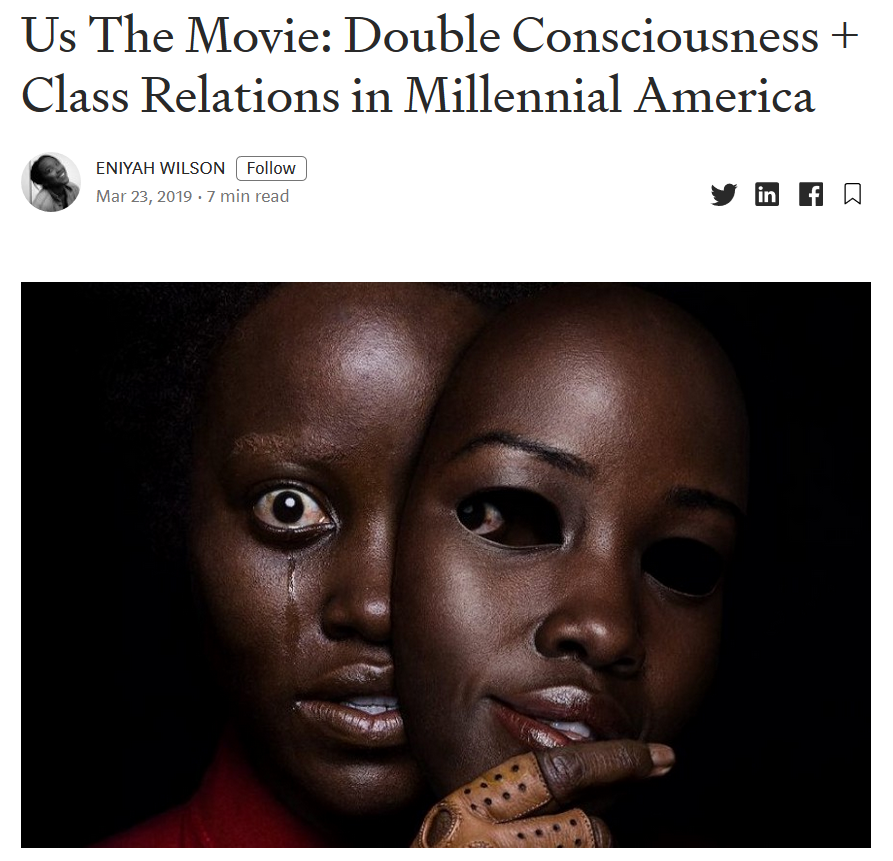 Us The Movie: Double Consciousness +
Class Relations in Millennial America
ENIYAH WILSON Follow
Mar 23, 2019 · 7 min read